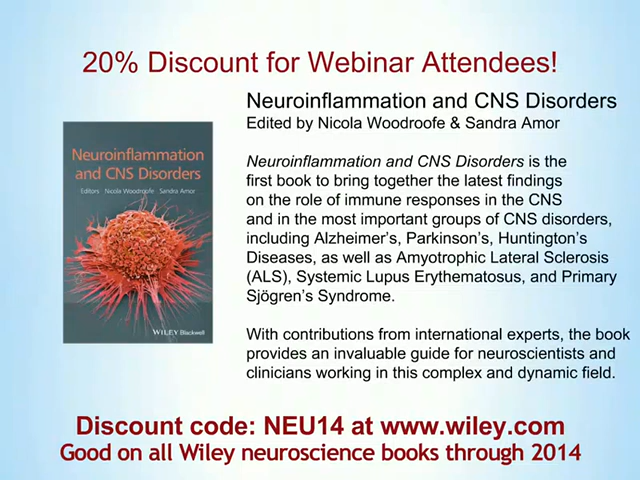 20% Discount for Webinar Attendees!
Neuroinflammation and CNS Disorders
Edited by Nicola Woodroofe & Sandra Amor
Neuroinflammation
and CNS Disorders
Editors Nicola Woodroofe Sandra Amor
WILEY Blackwell
Neuroinflammation and CNS Disorders is the
first book to bring together the latest findings
on the role of immune responses in the CNS
and in the most important groups of CNS disorders,
including Alzheimer's, Parkinson's, Huntington's
Diseases, as well as Amyotrophic Lateral Sclerosis
(ALS), Systemic Lupus Erythematosus, and Primary
Sjögren's Syndrome.
With contributions from international experts, the book
provides an invaluable guide for neuroscientists and
clinicians working in this complex and dynamic field.
Discount code: NEU14 at www.wiley.com
Good on all Wiley neuroscience books through 2014